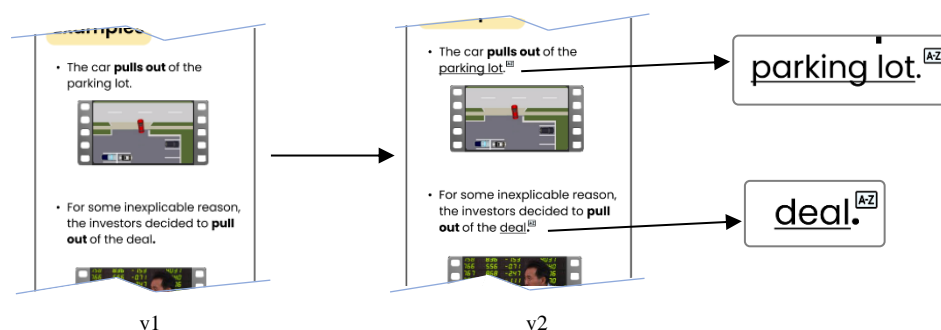 examples
• The car pulls out of the
parking lot.
• For some inexplicable reason,
the investors decided to pull
out of the deal.
v1
• The car pulls out of the
parking lot. A-Z
• For some inexplicable reason,
the investors decided to pull
out of the deal. A-Z
v2
parking lot. A-Z
deal. A-Z